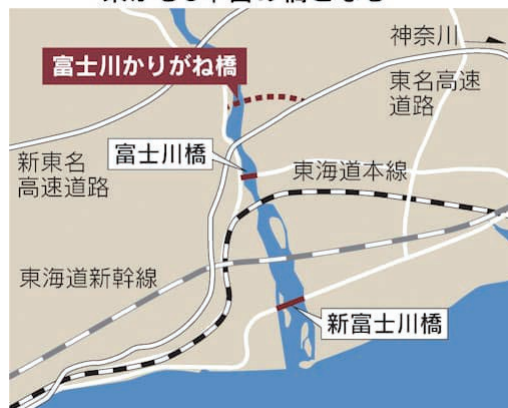 神奈川
富士川かりがね橋
東名高速
道路
富士川橋
新東名
高速道路
東海道本線
東海道新幹線
新富士川橋